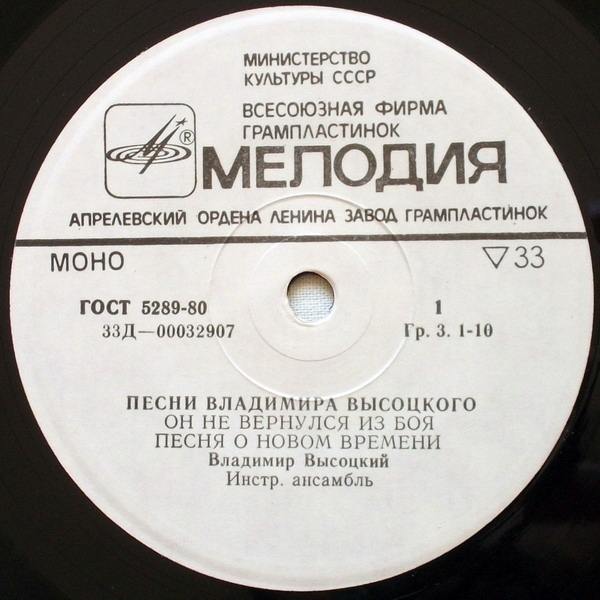 МИНИСТЕРСТВО
КУЛЬТУРЫ СССР
ВСЕСОЮЗНАЯ ФИРМА
ГРАМПЛАСТИНОК
® МЕЛОДИЯ
АПРЕЛЕВСКИЙ ОРДЕНА ЛЕНИНА ЗАВОД ГРАМПЛАСТИНОК
МОНО ▽33
ГОСТ 5289-80 1
33Д—00032907 Гр. 3. 1-10
ПЕСНИ ВЛАДИМИРА ВЫСОЦКОГО
ОН НЕ ВЕРНУЛСЯ ИЗ БОЯ
ПЕСНЯ О НОВОМ ВРЕМЕНИ
Владимир Высоцкий
Инстр. ансамбль